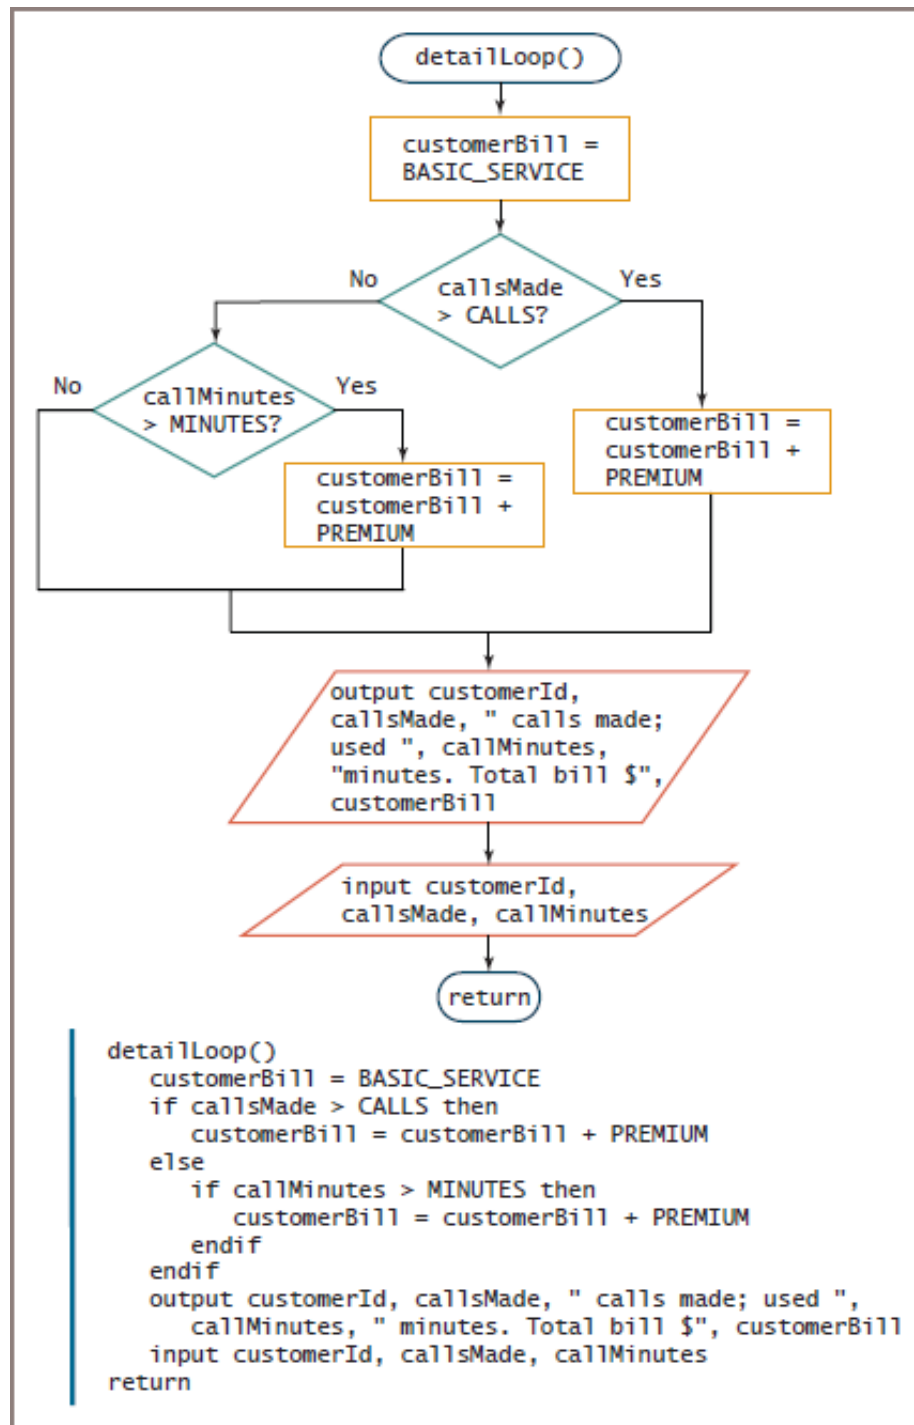 detailLoop()
customerBill =
BASIC_SERVICE
No
callsMade
> CALLS?
Yes
No
callMinutes
> MINUTES?
Yes
customerBill =
customerBill +
PREMIUM
customerBill =
customerBill +
PREMIUM
output customerId,
callsMade, " calls made;
used ", callMinutes,
"minutes. Total bill $",
customerBill
input customerId,
callsMade, callMinutes
return
detailLoop()
customerBill = BASIC_SERVICE
if callsMade > CALLS then
customerBill = customerBill + PREMIUM
else
if callMinutes > MINUTES then
customerBill = customerBill + PREMIUM
endif
endif
output customerId, callsMade, " calls made; used ",
callMinutes, " minutes. Total bill $", customerBill
input customerId, callsMade, callMinutes
return